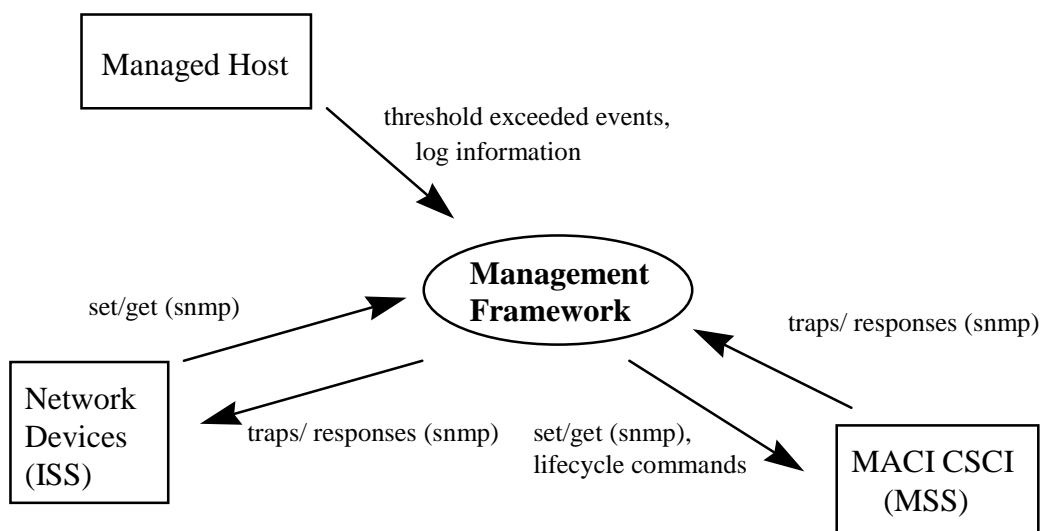 Managed Host
threshold exceeded events,
log information
Management
Framework
set/get (snmp)
traps/ responses (snmp)
Network
Devices
(ISS)
traps/ responses (snmp)
set/get (snmp),
lifecycle commands
MACI CSCI
(MSS)